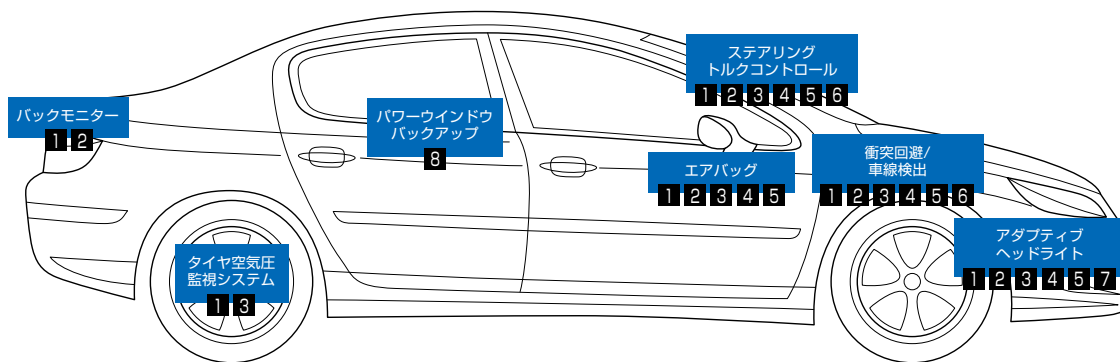 ステアリング
トルクコントロール
1 2 3 4 5 6
バックモニター
1 2
パワーウインドウ
バックアップ
8
エアバッグ
1 2 3 4 5
衝突回避/
車線検出
1 2 3 4 5 6
タイヤ空気圧
監視システム
1 3
アダプティブ
ヘッドライト
1 2 3 4 5 7